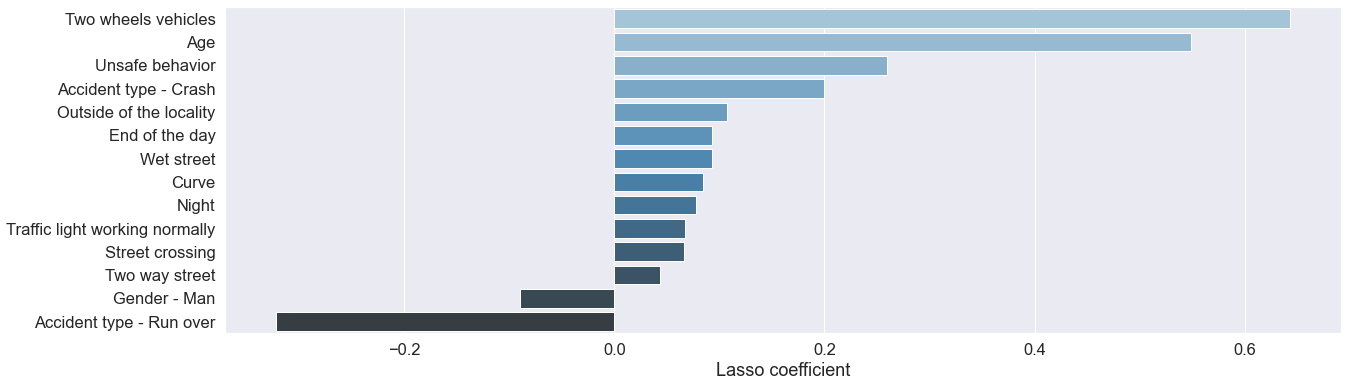 Two wheels vehicles
Age
Unsafe behavior
Accident type - Crash
Outside of the locality
End of the day
Wet street
Curve
Night
Traffic light working normally
Street crossing
Two way street
Gender - Man
Accident type - Run over
−0.2 0.0 0.2 0.4 0.6
Lasso coefficient